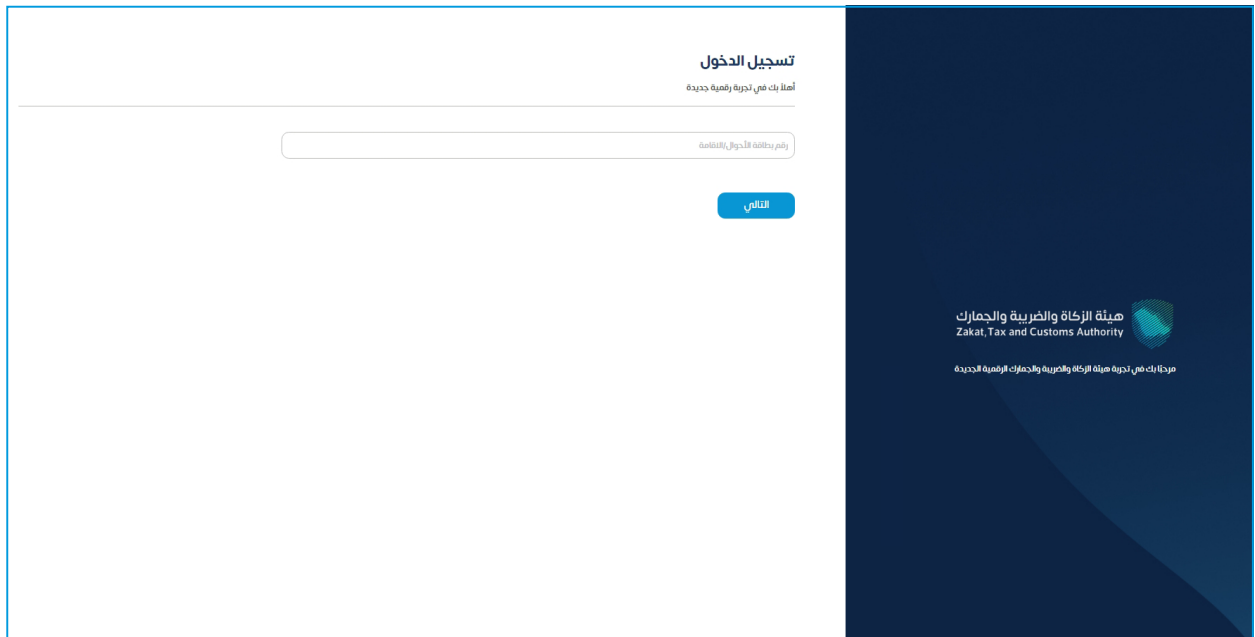 تسجيل الدخول
أهلاً بك في تجربة رقمية جديدة
رقم بطاقة الأحوال/الاقامة
التالي
هيئة الزكاة والضريبة والجمارك
Zakat, Tax and Customs Authority
مرحبًا بك في تجربة هيئة الزكاة والضريبة والجمارك الرقمية الجديدة